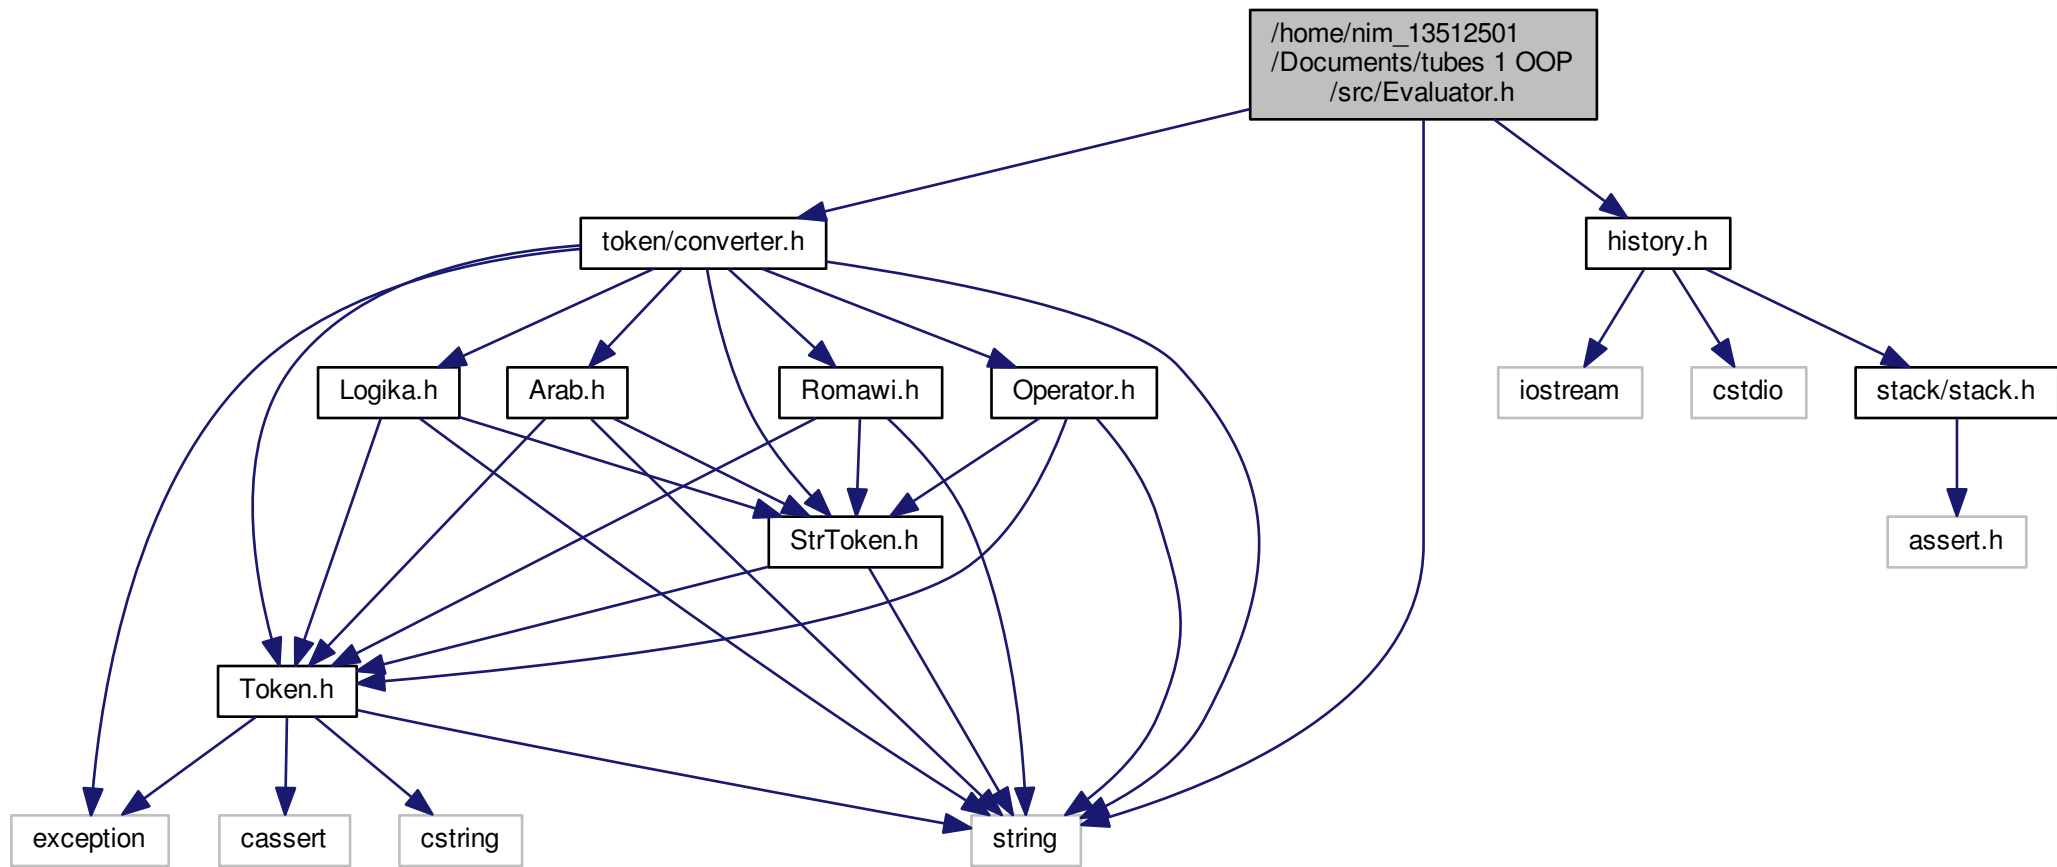 /home/nim_13512501
/Documents/tubes 1 OOP
/src/Evaluator.h
token/converter.h
history.h
Logika.h
Arab.h
Romawi.h
Operator.h
iostream
cstdio
stack/stack.h
StrToken.h
assert.h
Token.h
exception
cassert
cstring
string